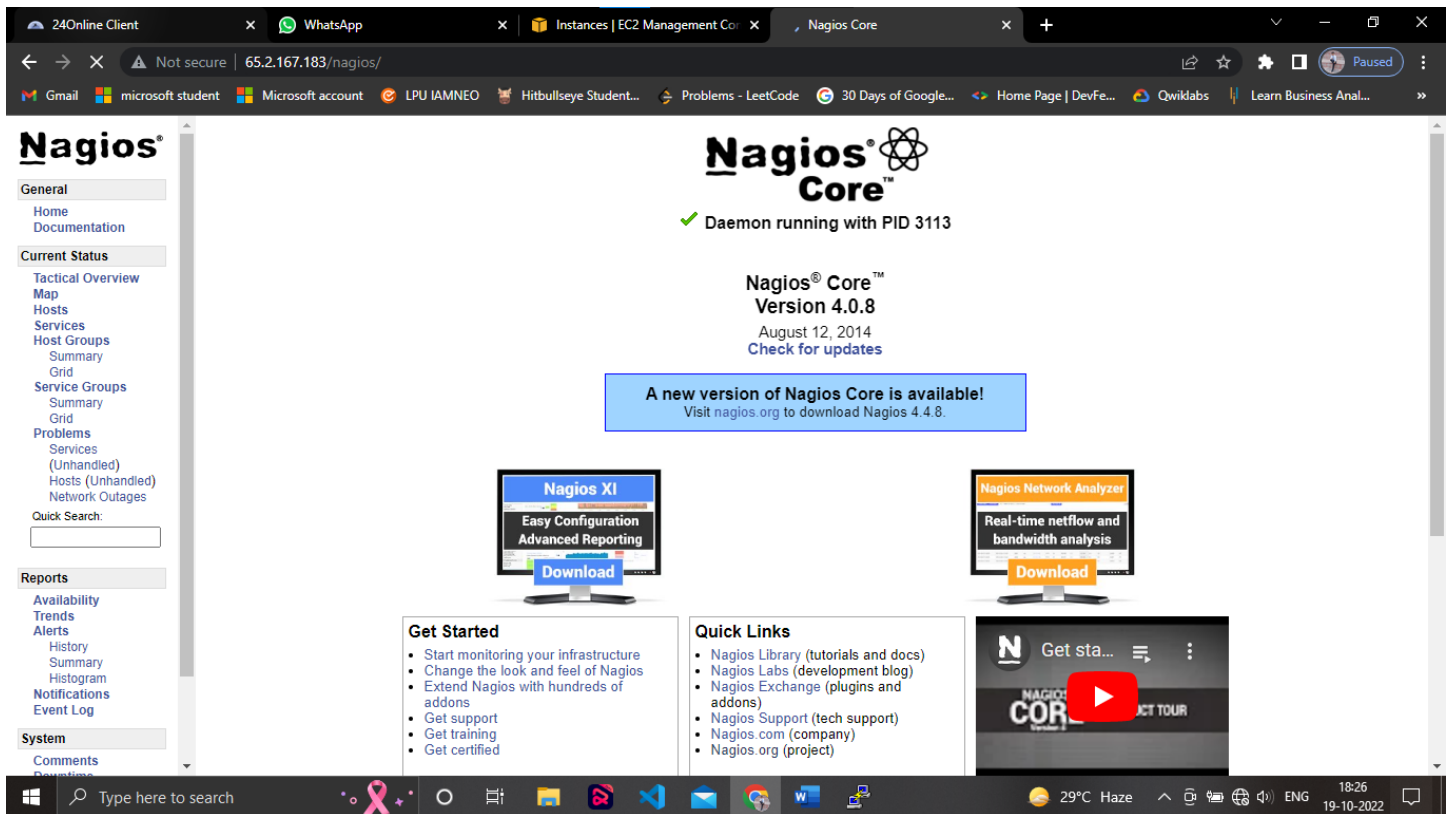 24Online Client
WhatsApp
Instances | EC2 Management Cor
Nagios Core
Not secure | 65.2.167.183/nagios/
Paused
Gmail
microsoft student
Microsoft account
LPU IAMNEO
Hitbullseye Student...
Problems - LeetCode
30 Days of Google...
Home Page | DevFe...
Qwiklabs
Learn Business Anal...
»
Nagios®
General
Home
Documentation
Current Status
Tactical Overview
Map
Hosts
Services
Host Groups
Summary
Grid
Service Groups
Summary
Grid
Problems
Services
(Unhandled)
Hosts (Unhandled)
Network Outages
Quick Search:
Reports
Availability
Trends
Alerts
History
Summary
Histogram
Notifications
Event Log
System
Comments
Downtime
Nagios®
Core™
Daemon running with PID 3113
Nagios® Core™
Version 4.0.8
August 12, 2014
Check for updates
A new version of Nagios Core is available!
Visit nagios.org to download Nagios 4.4.8.
Nagios XI
Easy Configuration
Advanced Reporting
Download
Nagios Network Analyzer
Real-time netflow and
bandwidth analysis
Download
Get Started
• Start monitoring your infrastructure
• Change the look and feel of Nagios
• Extend Nagios with hundreds of
addons
• Get support
• Get training
• Get certified
Quick Links
• Nagios Library (tutorials and docs)
• Nagios Labs (development blog)
• Nagios Exchange (plugins and
addons)
• Nagios Support (tech support)
• Nagios.com (company)
• Nagios.org (project)
N
Get sta...
NAGIOS
CORE
UCT TOUR
Type here to search
29°C Haze
ENG
18:26
19-10-2022